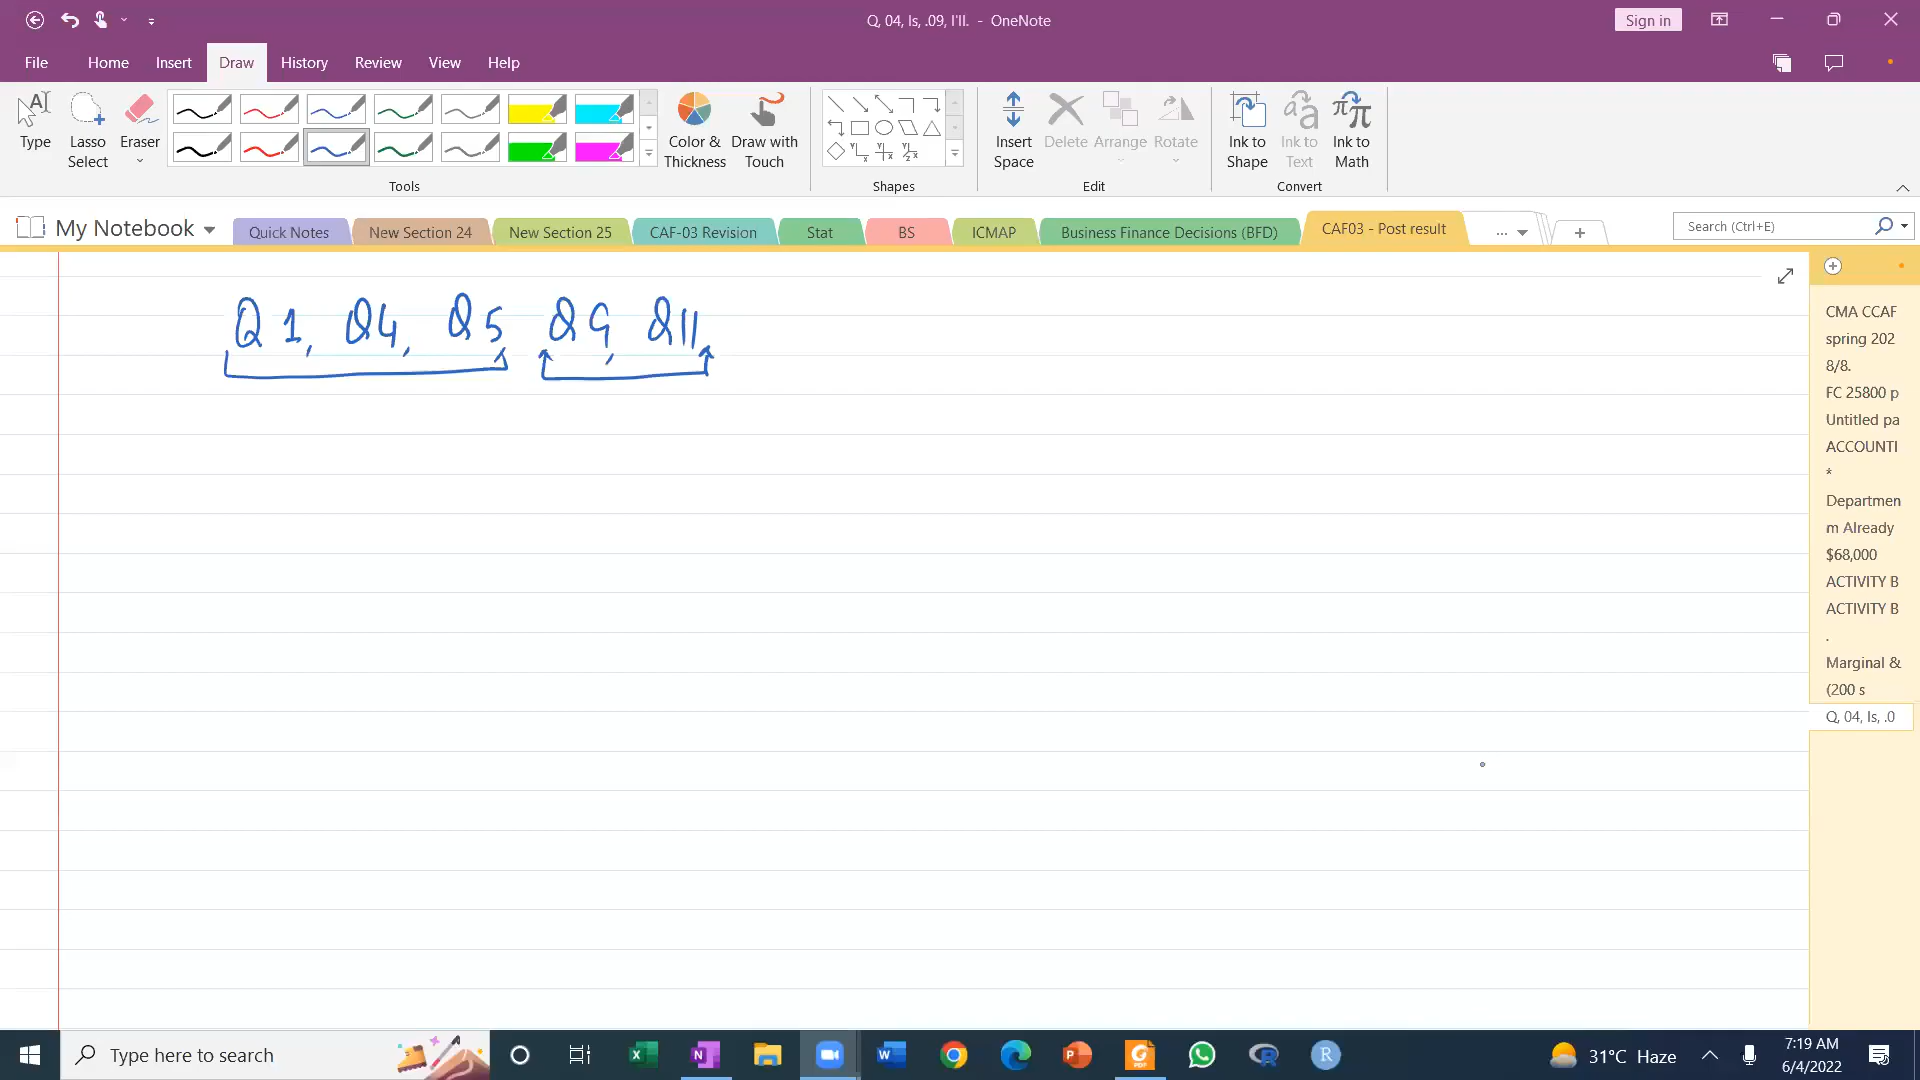 Q, 04, Is, .09, I'll. - OneNote
Sign in
File Home Insert Draw History Review View Help
Type
Lasso Select
Eraser
Color & Thickness
Draw with Touch
Insert Space
Delete
Arrange
Rotate
Ink to Shape
Ink to Text
Ink to Math
Tools
Shapes
Edit
Convert
My Notebook
Quick Notes
New Section 24
New Section 25
CAF-03 Revision
Stat
BS
ICMAP
Business Finance Decisions (BFD)
CAF03 - Post result
...
Search (Ctrl+E)
Q 1, Q4, Q5 Q9, Q11
CMA CCAF
spring 202
8/8.
FC 25800 p
Untitled pa
ACCOUNTI
*
Departmen
m Already
$68,000
ACTIVITY B
ACTIVITY B
.
Marginal &
(200 s
Q, 04, Is, .0
Type here to search
31°C Haze
7:19 AM
6/4/2022